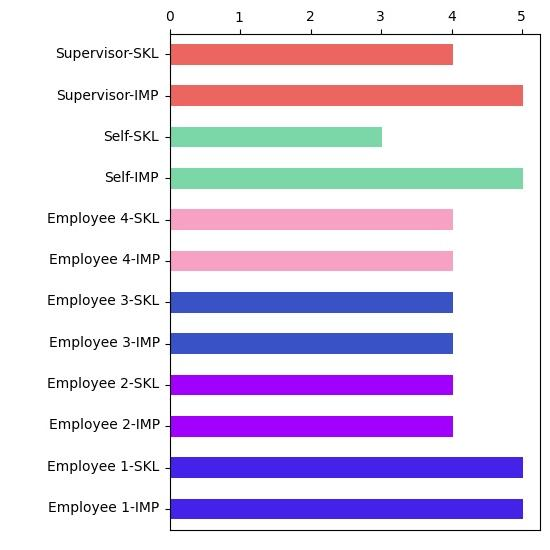 0 1 2 3 4 5
Supervisor-SKL
Supervisor-IMP
Self-SKL
Self-IMP
Employee 4-SKL
Employee 4-IMP
Employee 3-SKL
Employee 3-IMP
Employee 2-SKL
Employee 2-IMP
Employee 1-SKL
Employee 1-IMP